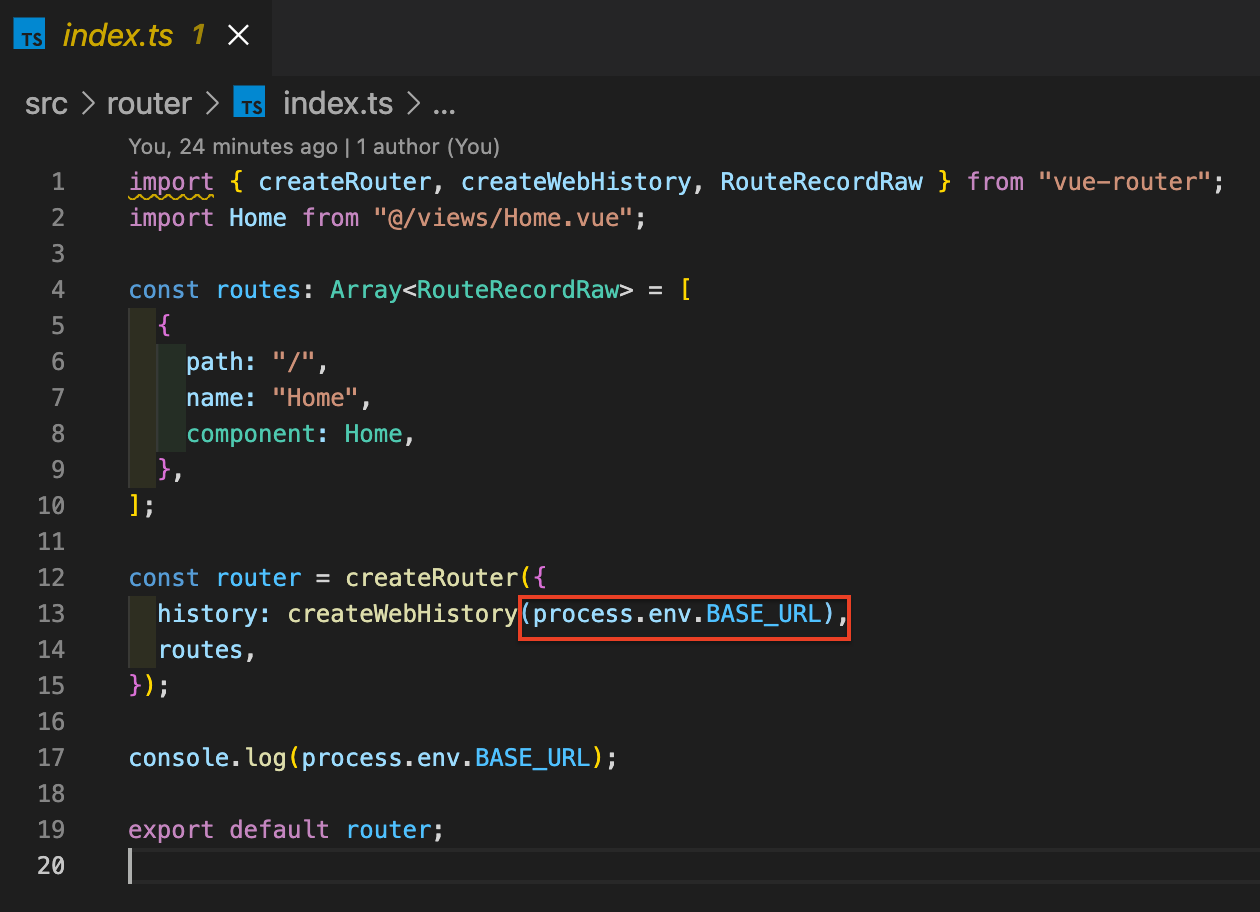 TS index.ts 1
src > router > TS index.ts > ...
You, 24 minutes ago | 1 author (You)
1 import { createRouter, createWebHistory, RouteRecordRaw } from "vue-router";
2 import Home from "@/views/Home.vue";
3
4 const routes: Array<RouteRecordRaw> = [
5   {
6     path: "/",
7     name: "Home",
8     component: Home,
9   },
10 ];
11
12 const router = createRouter({
13   history: createWebHistory(process.env.BASE_URL),
14   routes,
15 });
16
17 console.log(process.env.BASE_URL);
18
19 export default router;
20